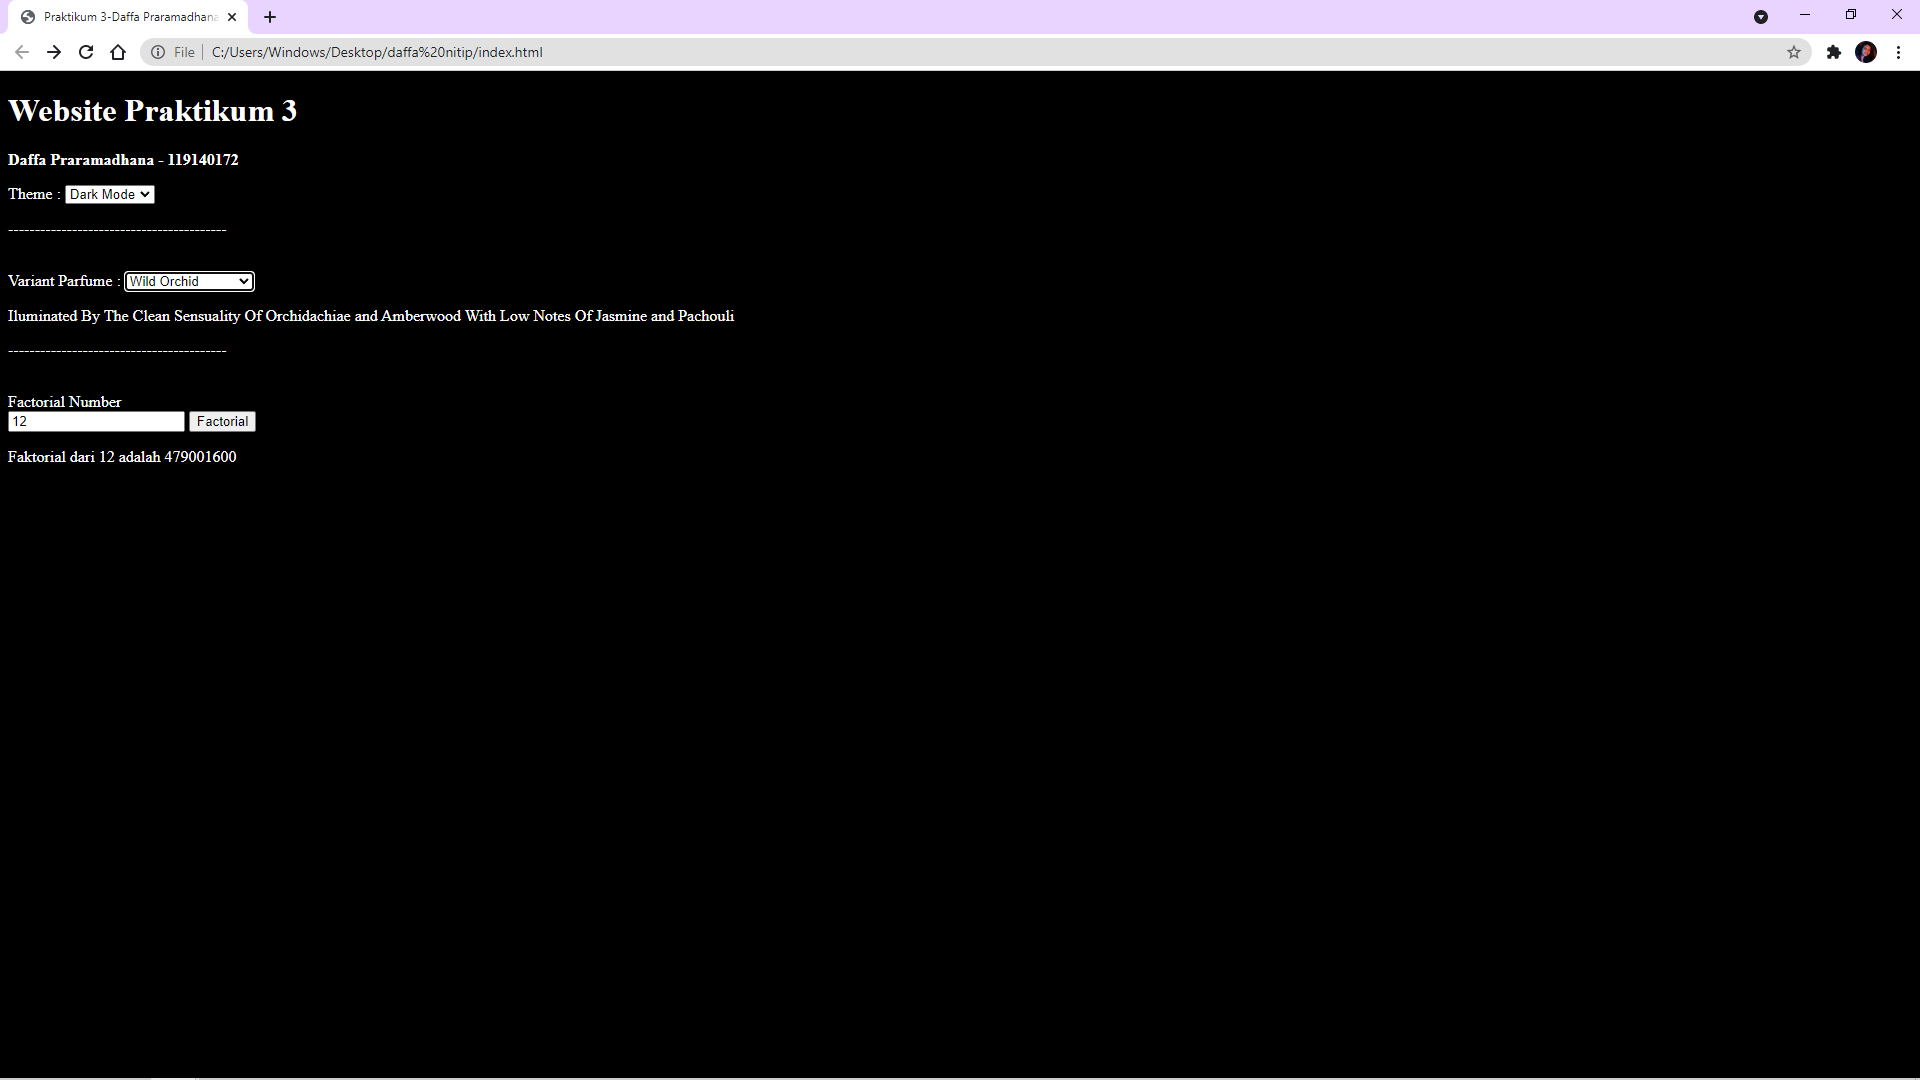 Praktikum 3-Daffa Praramadhana
File
C:/Users/Windows/Desktop/daffa%20nitip/index.html
Website Praktikum 3
Daffa Praramadhana - 119140172
Theme : Dark Mode
-----------------------------------------
Variant Parfume : Wild Orchid
Iluminated By The Clean Sensuality Of Orchidachiae and Amberwood With Low Notes Of Jasmine and Pachouli
-----------------------------------------
Factorial Number
12 Factorial
Faktorial dari 12 adalah 479001600